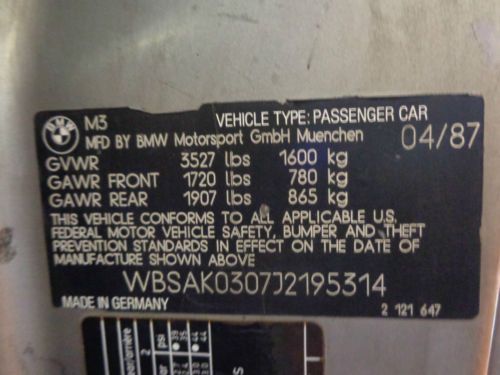 BMW M3 VEHICLE TYPE: PASSENGER CAR
MFD BY BMW Motorsport GmbH Muenchen 04/87
GVWR 3527 lbs 1600 kg
GAWR FRONT 1720 lbs 780 kg
GAWR REAR 1907 lbs 865 kg
THIS VEHICLE CONFORMS TO ALL APPLICABLE U.S.
FEDERAL MOTOR VEHICLE SAFETY, BUMPER AND THEFT
PREVENTION STANDARDS IN EFFECT ON THE DATE OF
MANUFACTURE SHOWN ABOVE
WBSAK0307J2195314
MADE IN GERMANY 2 121 647
psi
2